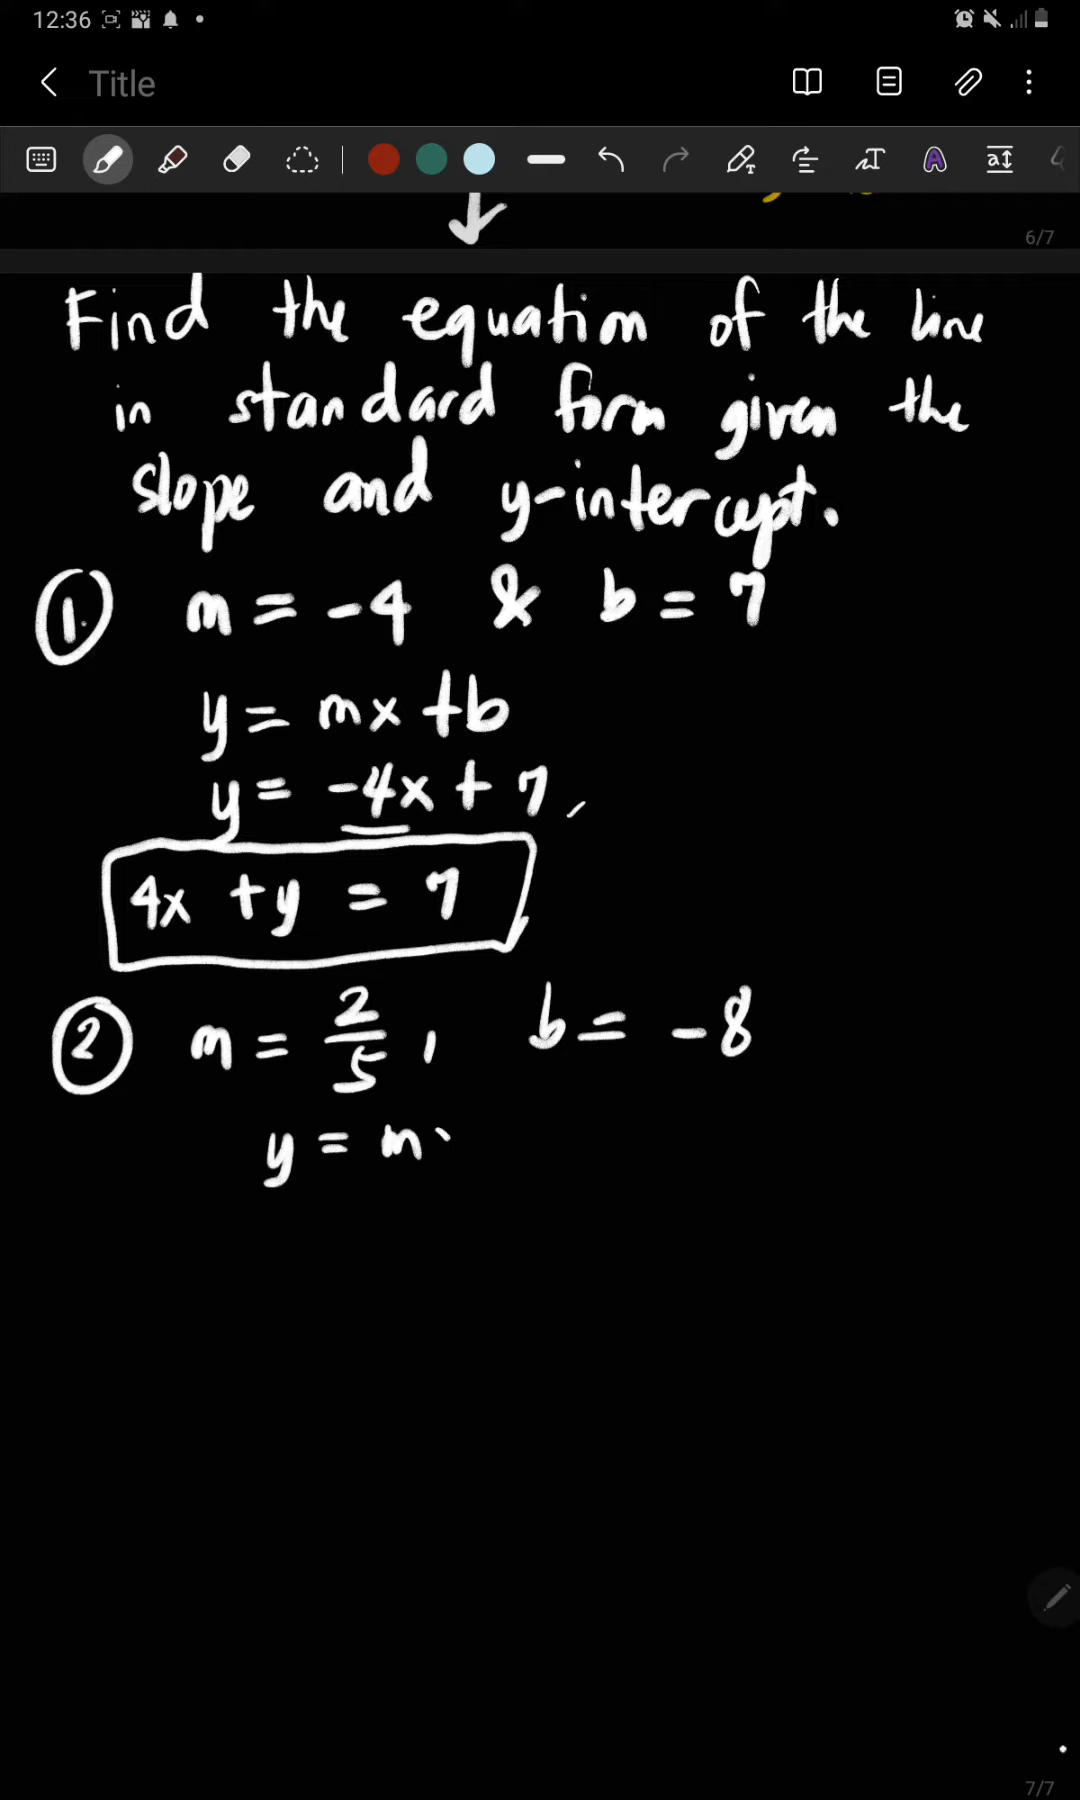 12:36
Title
6/7
Find the equation of the line
in standard form given the
slope and y-intercept.
1. m = -4 & b = 7
y = mx + b
y = -4x + 7
4x + y = 7
2 m = 2/5, b = -8
y = m
7/7